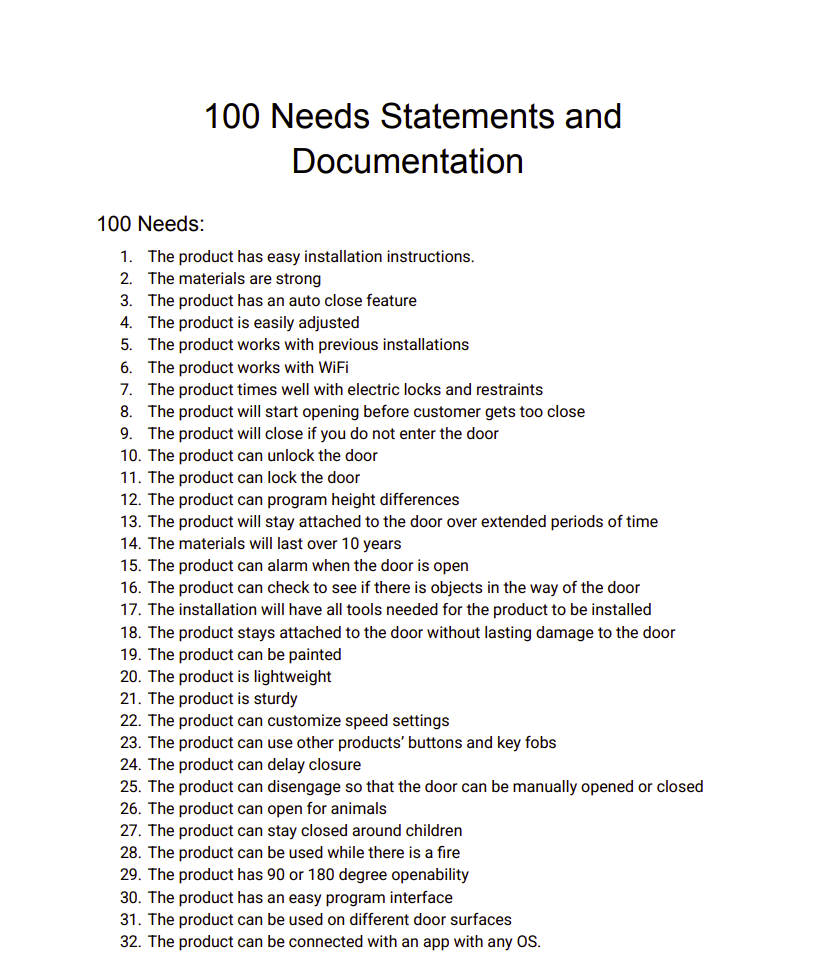 100 Needs Statements and
Documentation
100 Needs:
1. The product has easy installation instructions.
2. The materials are strong
3. The product has an auto close feature
4. The product is easily adjusted
5. The product works with previous installations
6. The product works with WiFi
7. The product times well with electric locks and restraints
8. The product will start opening before customer gets too close
9. The product will close if you do not enter the door
10. The product can unlock the door
11. The product can lock the door
12. The product can program height differences
13. The product will stay attached to the door over extended periods of time
14. The materials will last over 10 years
15. The product can alarm when the door is open
16. The product can check to see if there is objects in the way of the door
17. The installation will have all tools needed for the product to be installed
18. The product stays attached to the door without lasting damage to the door
19. The product can be painted
20. The product is lightweight
21. The product is sturdy
22. The product can customize speed settings
23. The product can use other products’ buttons and key fobs
24. The product can delay closure
25. The product can disengage so that the door can be manually opened or closed
26. The product can open for animals
27. The product can stay closed around children
28. The product can be used while there is a fire
29. The product has 90 or 180 degree openability
30. The product has an easy program interface
31. The product can be used on different door surfaces
32. The product can be connected with an app with any OS.